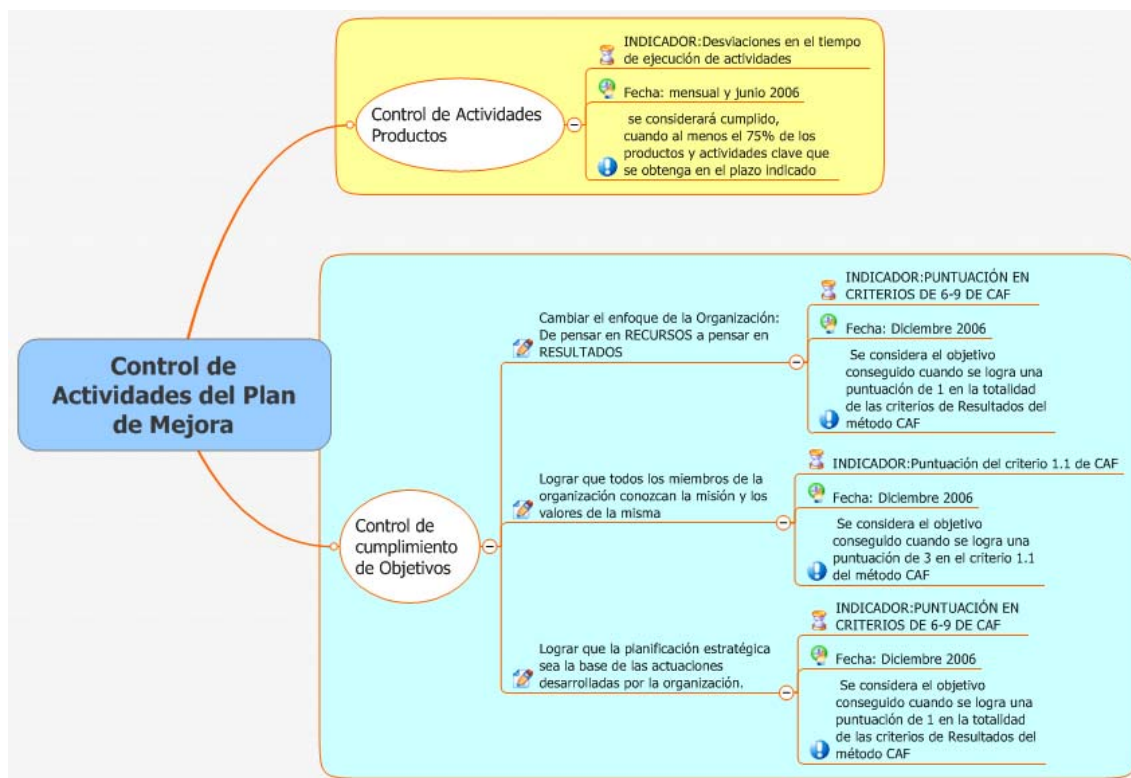 INDICADOR:Desviaciones en el tiempo
de ejecución de actividades
Fecha: mensual y junio 2006
se considerará cumplido,
cuando al menos el 75% de los
productos y actividades clave que
se obtenga en el plazo indicado
Control de Actividades
Productos
Control de
Actividades del Plan
de Mejora
Control de
cumplimiento
de Objetivos
Cambiar el enfoque de la Organización:
De pensar en RECURSOS a pensar en
RESULTADOS
INDICADOR:PUNTUACIÓN EN
CRITERIOS DE 6-9 DE CAF
Fecha: Diciembre 2006
Se considera el objetivo
conseguido cuando se logra una
puntuación de 1 en la totalidad
de las criterios de Resultados del
método CAF
Lograr que todos los miembros de la
organización conozcan la misión y los
valores de la misma
INDICADOR:Puntuación del criterio 1.1 de CAF
Fecha: Diciembre 2006
Se considera el objetivo
conseguido cuando se logra una
puntuación de 3 en el criterio 1.1
del método CAF
Lograr que la planificación estratégica
sea la base de las actuaciones
desarrolladas por la organización.
INDICADOR:PUNTUACIÓN EN
CRITERIOS DE 6-9 DE CAF
Fecha: Diciembre 2006
Se considera el objetivo
conseguido cuando se logra una
puntuación de 1 en la totalidad
de las criterios de Resultados del
método CAF